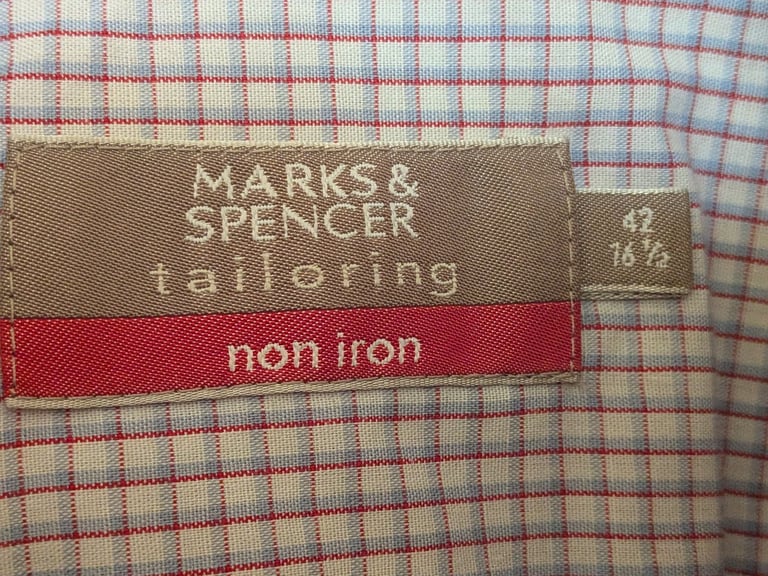 MARKS &
SPENCER
tailoring
non iron
42
16 ½